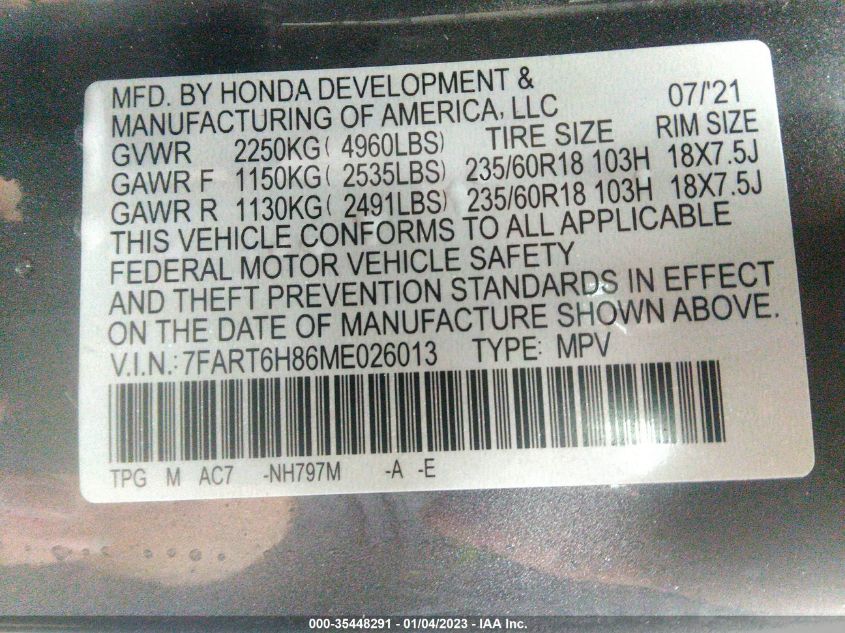 MFD. BY HONDA DEVELOPMENT &
MANUFACTURING OF AMERICA, LLC 07/'21
GVWR 2250KG( 4960LBS) TIRE SIZE RIM SIZE
GAWR F 1150KG( 2535LBS) 235/60R18 103H 18X7.5J
GAWR R 1130KG( 2491LBS) 235/60R18 103H 18X7.5J
THIS VEHICLE CONFORMS TO ALL APPLICABLE
FEDERAL MOTOR VEHICLE SAFETY
AND THEFT PREVENTION STANDARDS IN EFFECT
ON THE DATE OF MANUFACTURE SHOWN ABOVE.
V.I.N.: 7FART6H86ME026013 TYPE: MPV
TPG M AC7 -NH797M -A -E
000-35448291 - 01/04/2023 - IAA Inc.